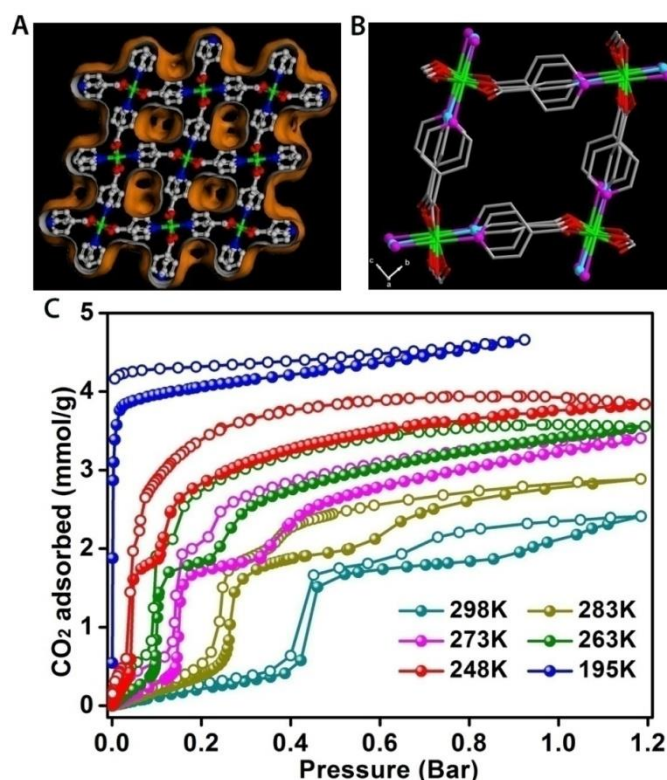 A
B
c
b
a
C
CO₂ adsorbed (mmol/g)
5
4
3
2
1
0
298K
283K
273K
263K
248K
195K
0.0
0.2
0.4
0.6
0.8
1.0
1.2
Pressure (Bar)